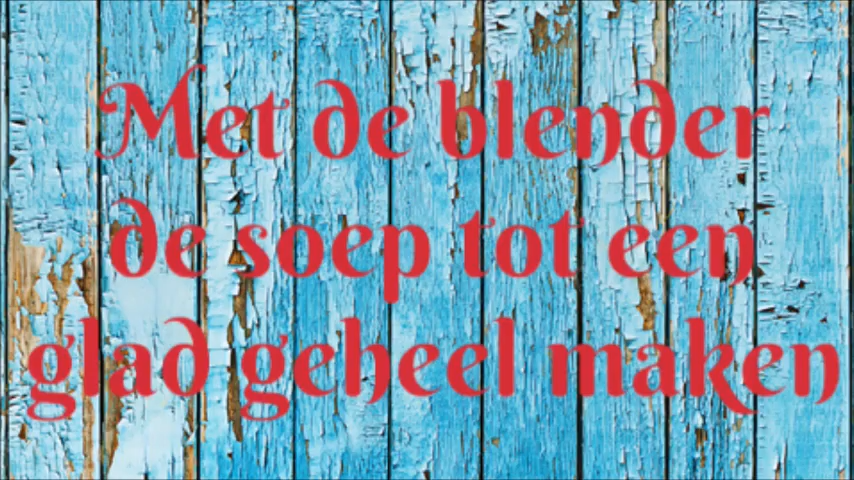 Met de blender
de soep tot een
glad geheel maken